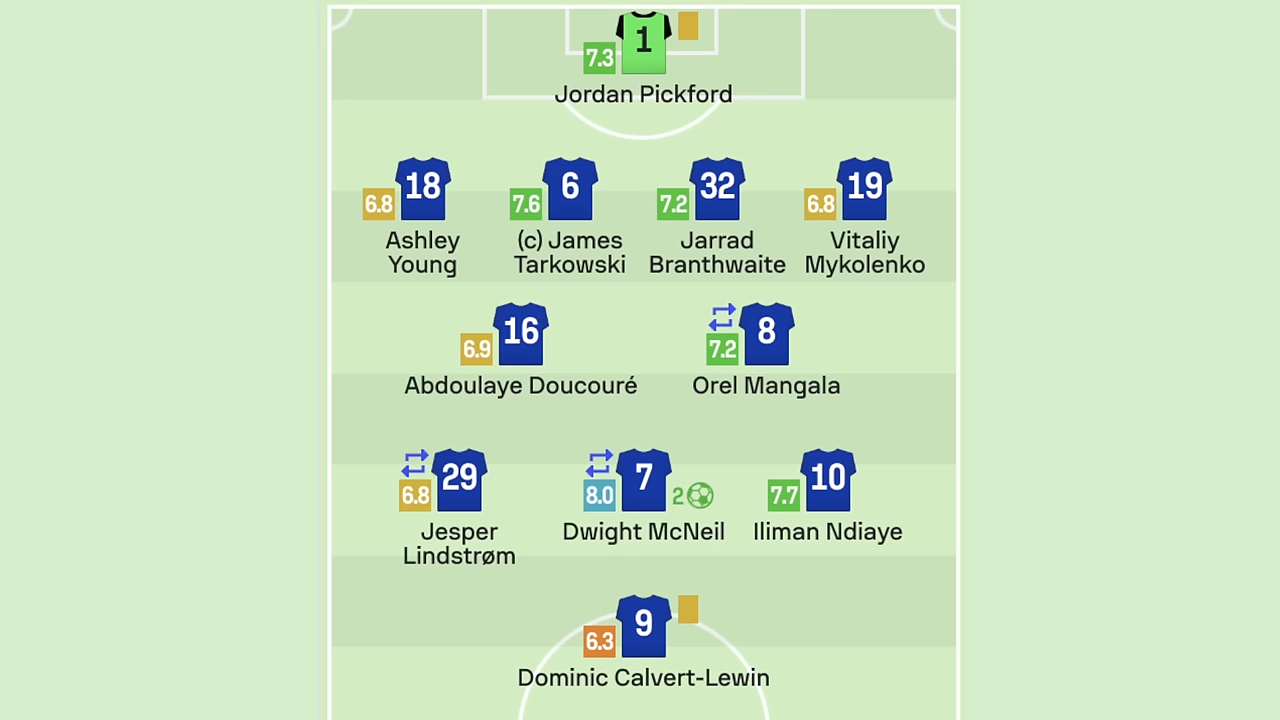 1
7.3
Jordan Pickford
18 6 32 19
6.8 7.6 7.2 6.8
Ashley (c) James Jarrad Vitaliy
Young Tarkowski Branthwaite Mykolenko
16 8
6.9 7.2
Abdoulaye Doucouré Orel Mangala
29 7 10
6.8 8.0 2 7.7
Jesper Dwight McNeil Iliman Ndiaye
Lindstrøm
9
6.3
Dominic Calvert-Lewin